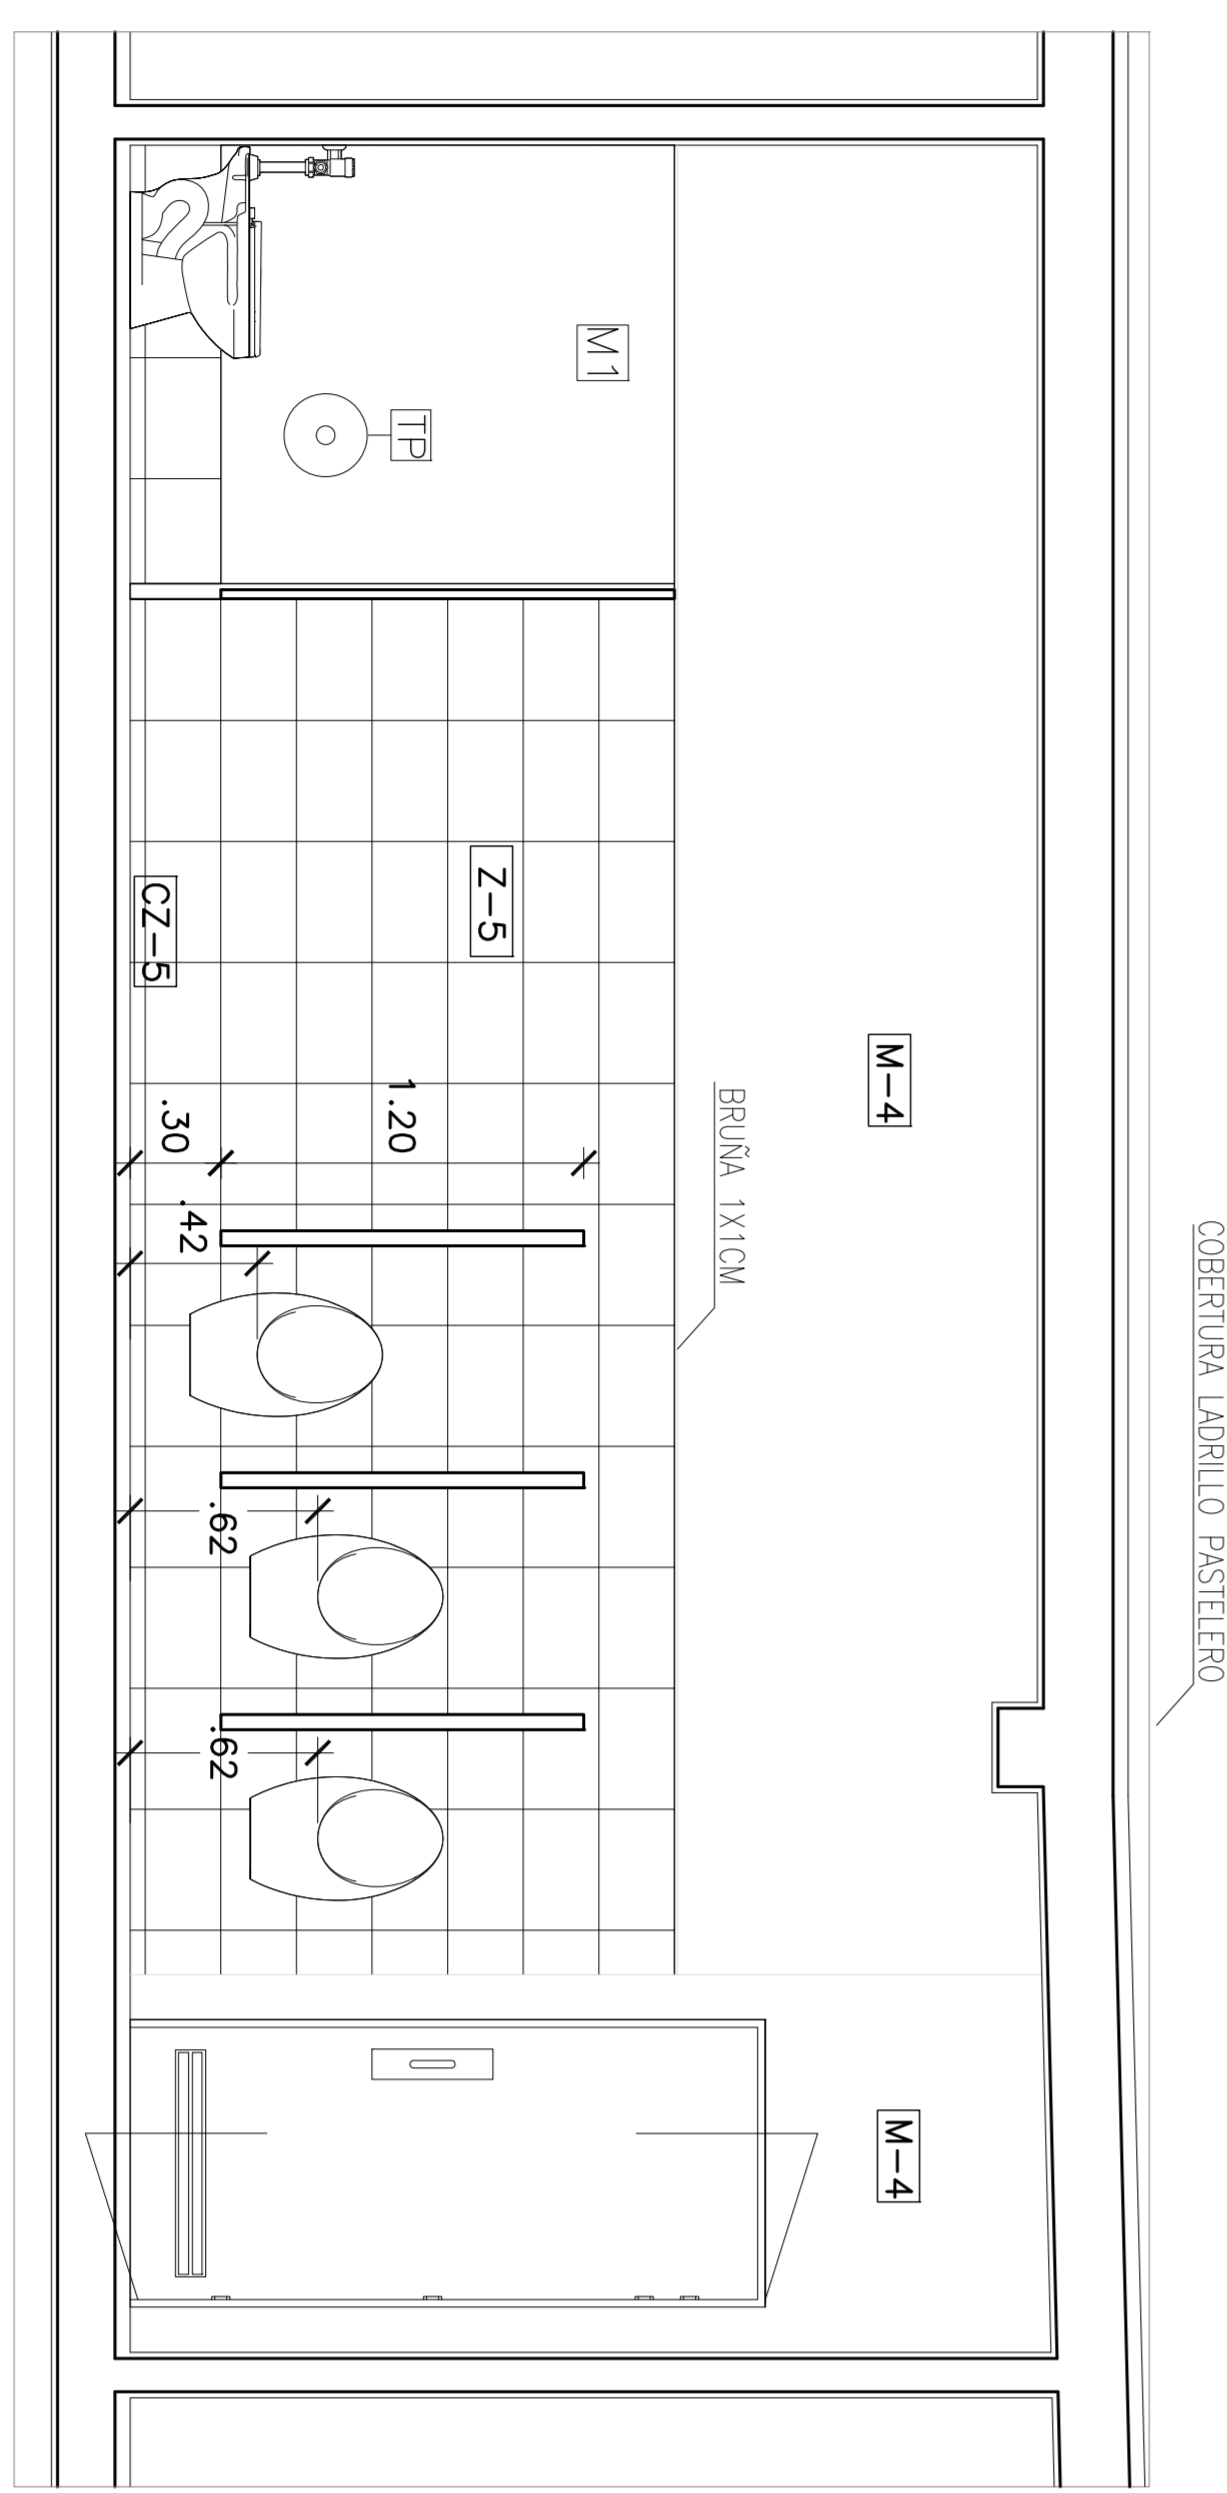 COBERTURA LADRILLO PASTELERO
M-4
M-4
BRUÑA 1X1CM
M1
TP
Z-5
1.20
CZ-5
.30
.42
.62
.62